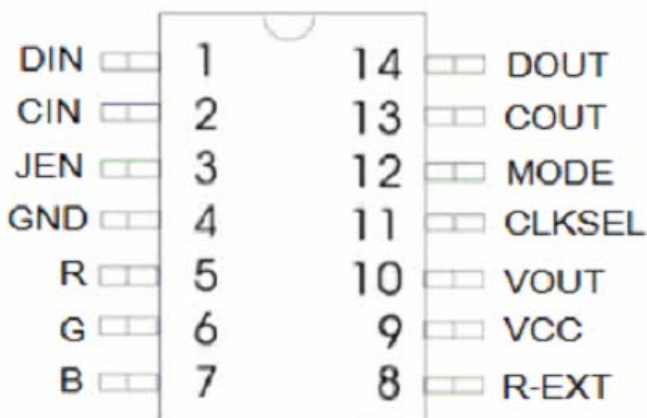 DIN 1 14 DOUT
CIN 2 13 COUT
JEN 3 12 MODE
GND 4 11 CLKSEL
R 5 10 VOUT
G 6 9 VCC
B 7 8 R-EXT